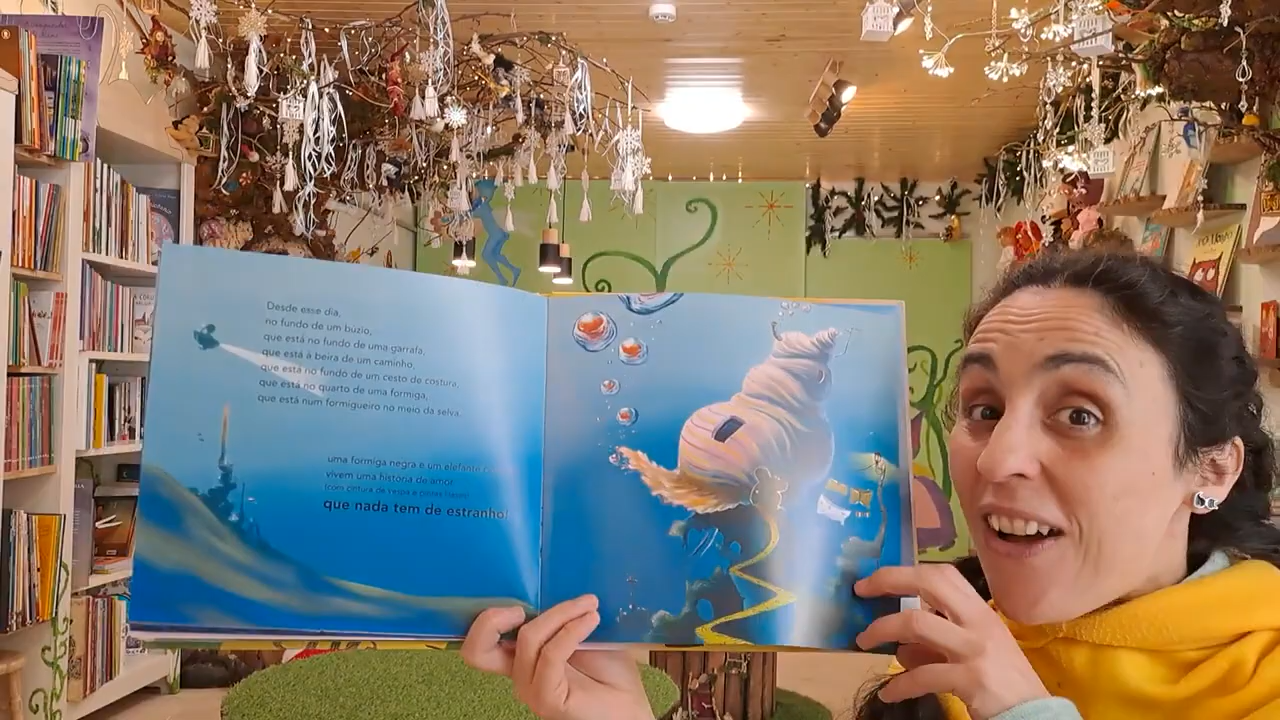 Desde esse dia,
no fundo de um búzio,
que está no fundo de uma garrafa,
que está à beira de um caminho,
que está no fundo de um cesto de costura,
que está no quarto de uma formiga,
que está num formigueiro no meio da selva,
uma formiga negra e um elefante
vivem uma história de amor
que nada tem de estranho!